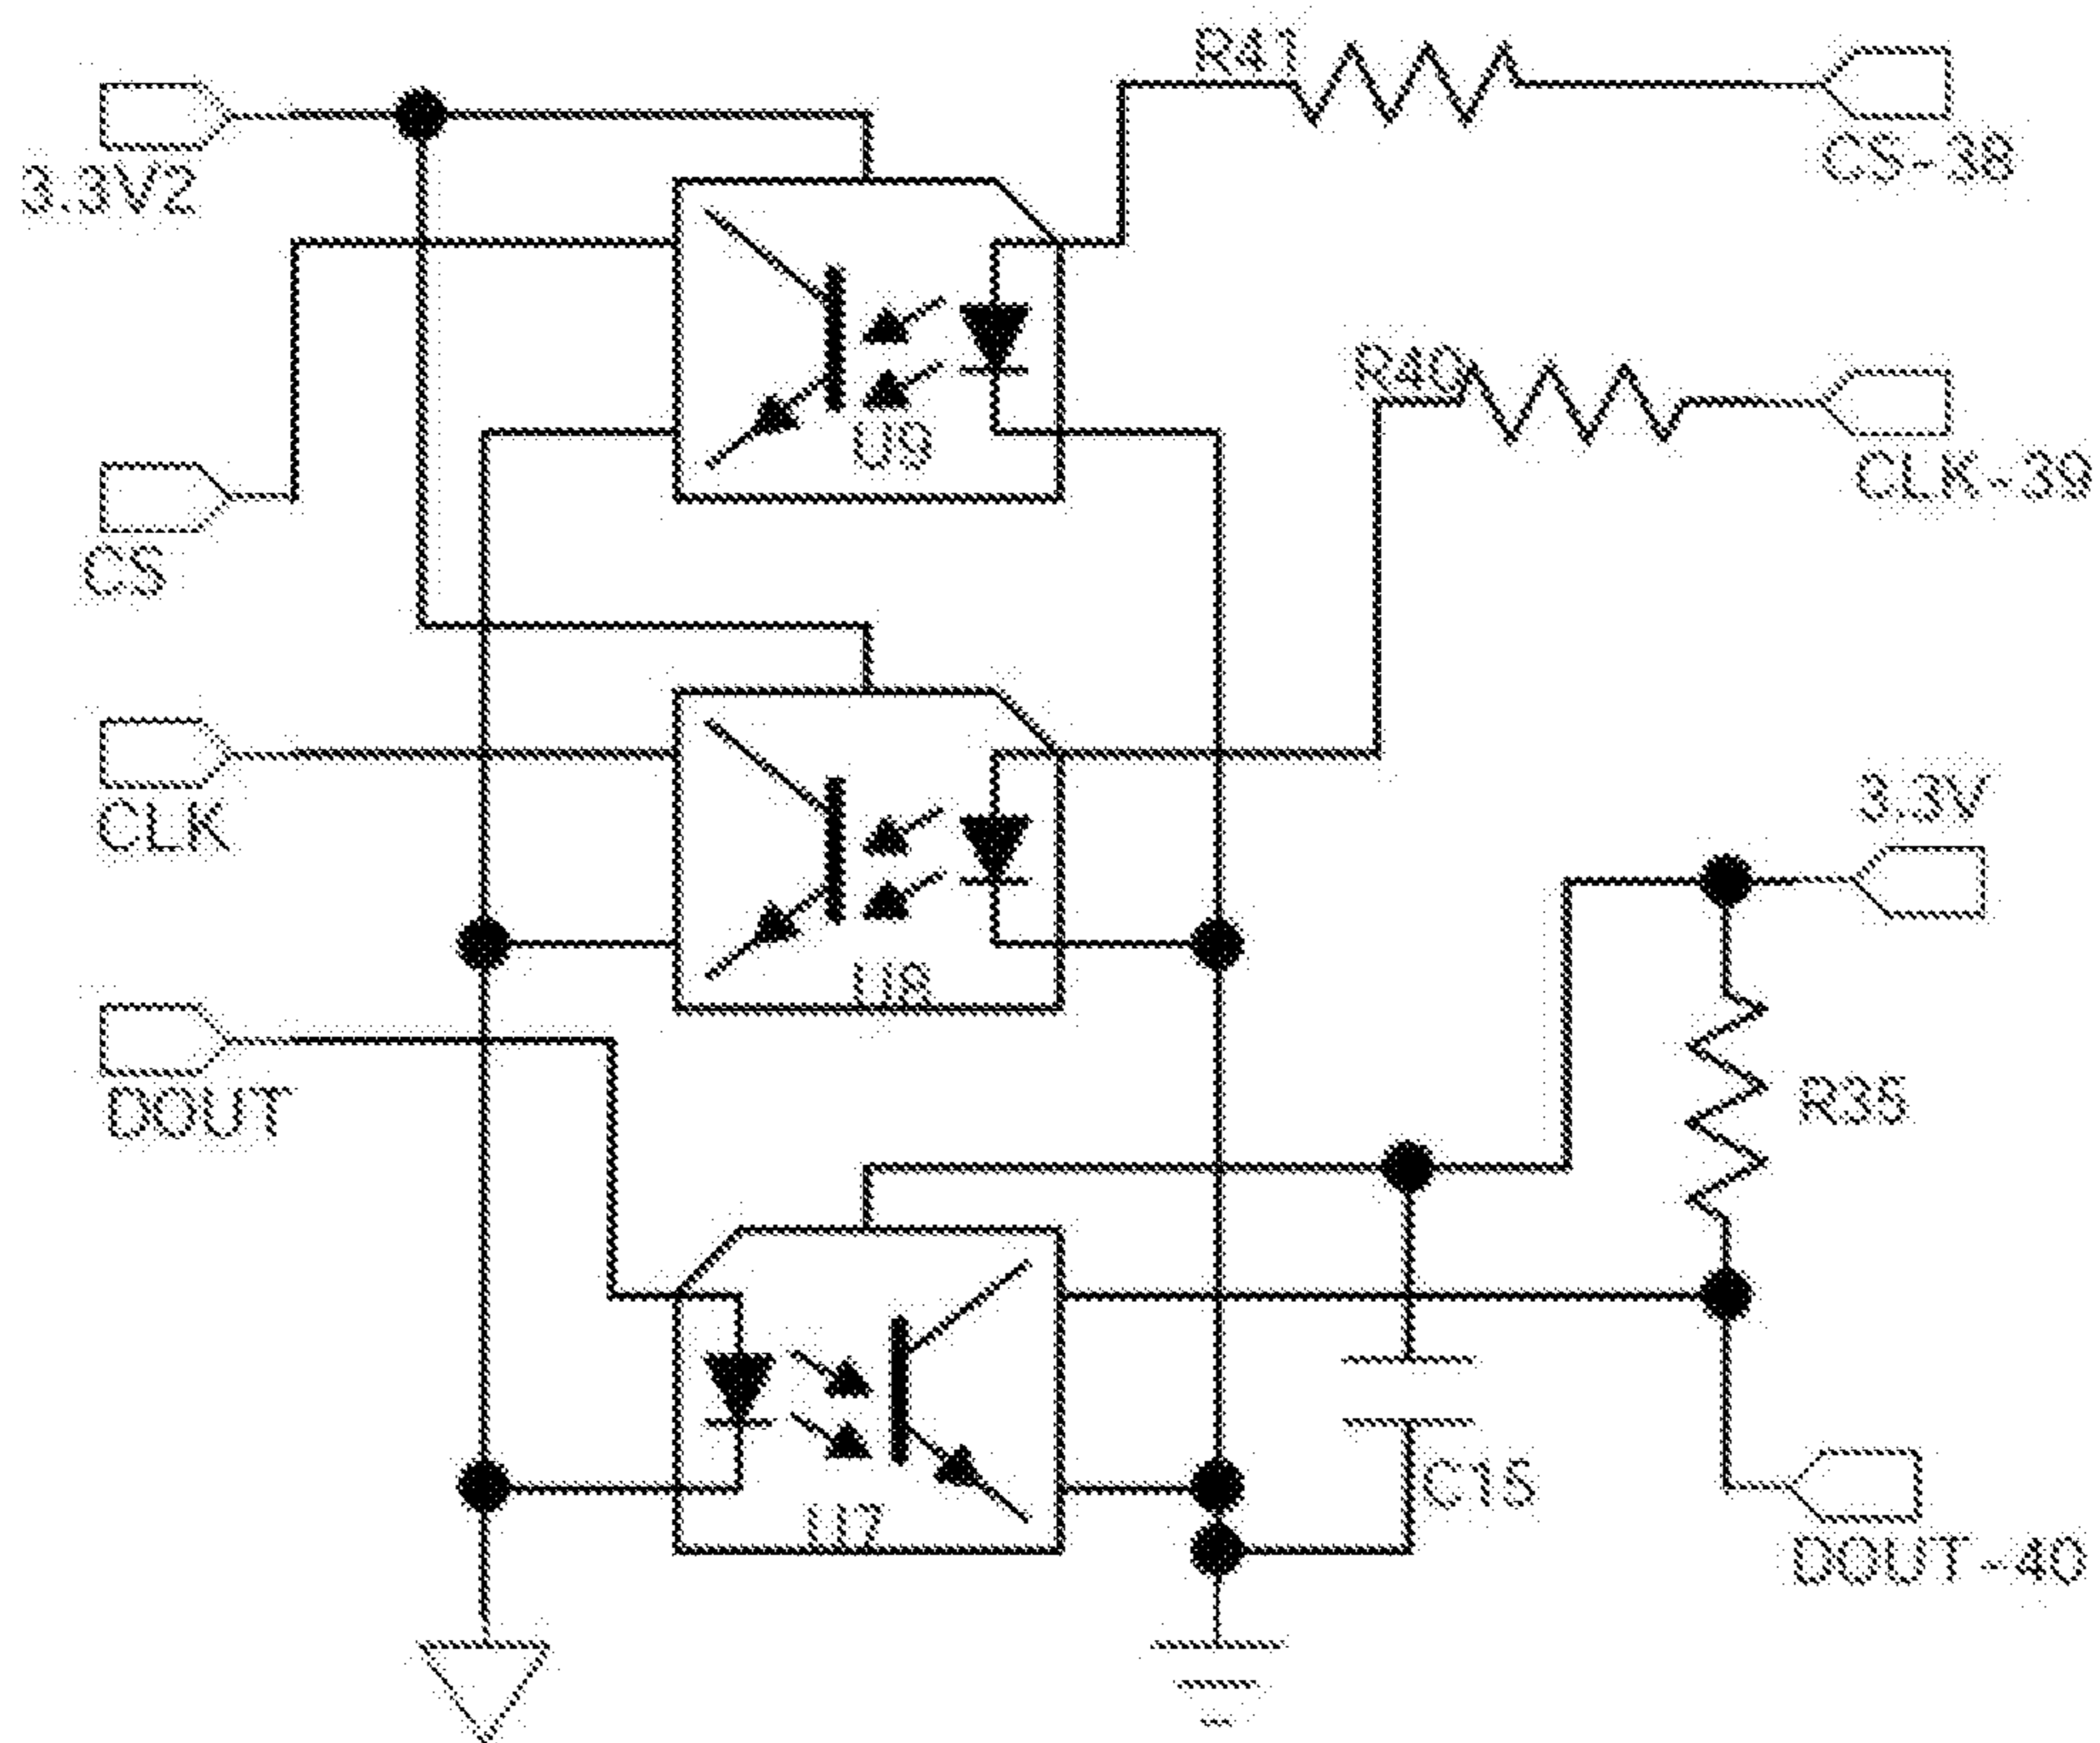 R41
CS-38
3.3V2
U9
R40
CLK-39
CS
3.3V
CLK
U8
R35
DOUT
C15
U7
DOUT-40